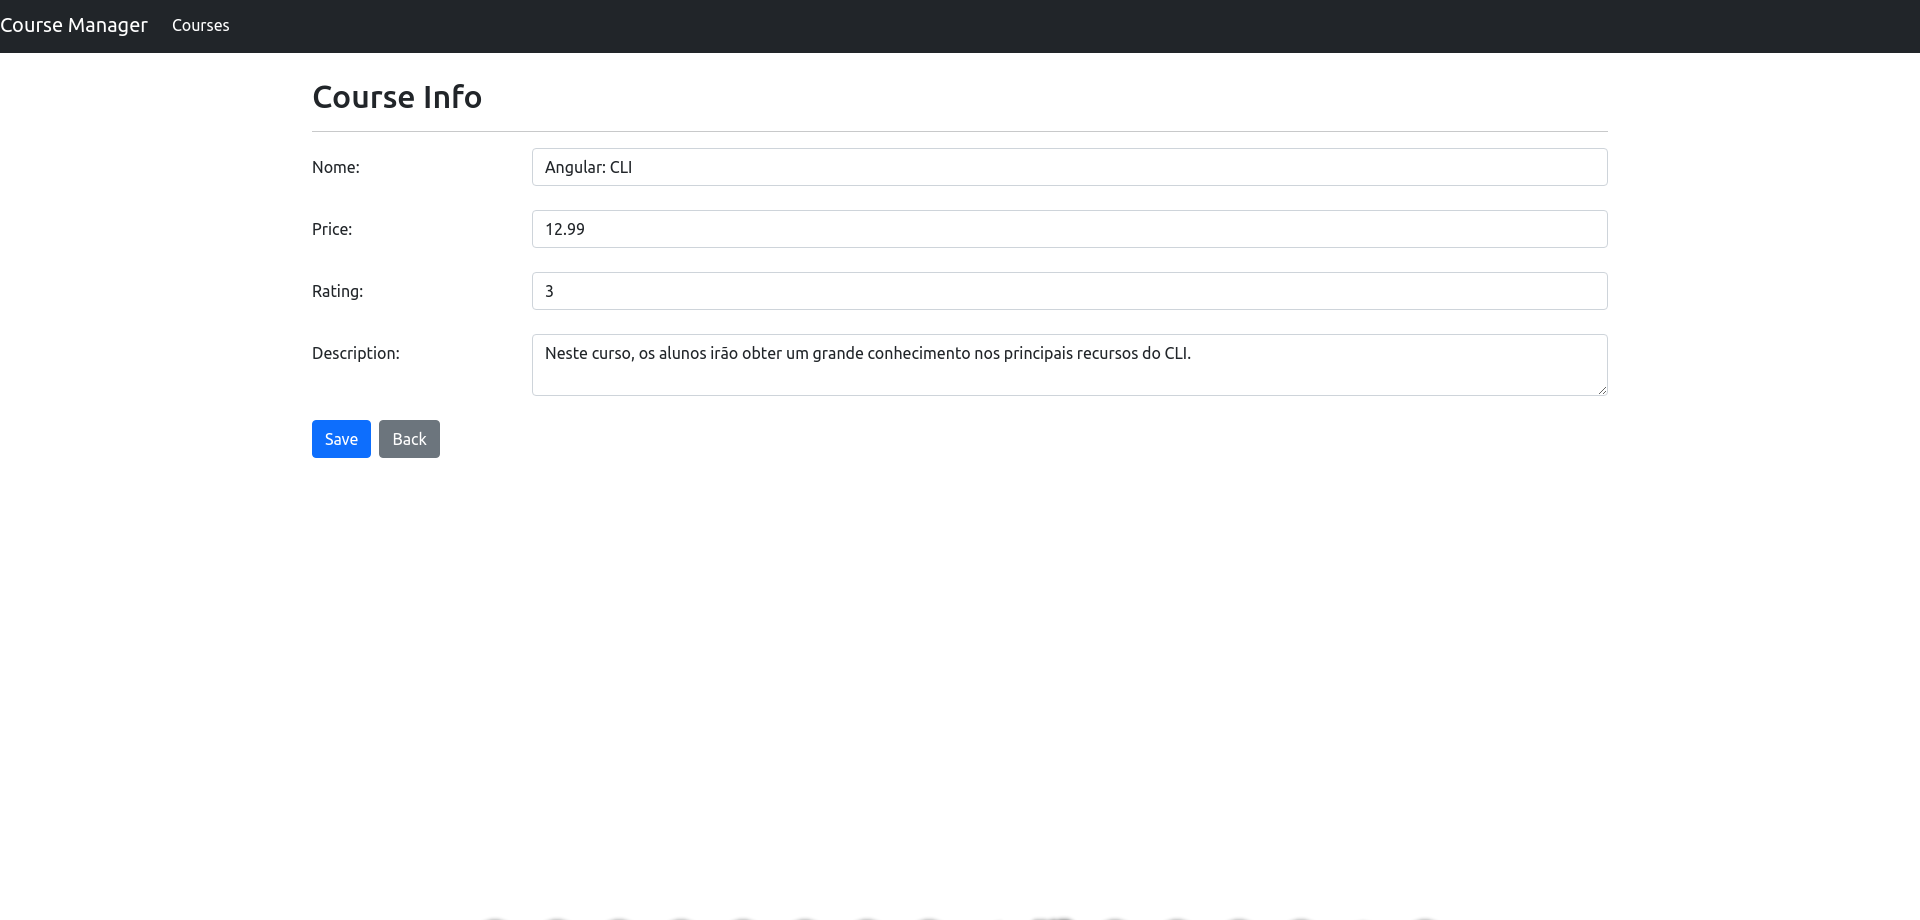 Course Manager Courses
Course Info
Nome: Angular: CLI
Price: 12.99
Rating: 3
Description: Neste curso, os alunos irão obter um grande conhecimento nos principais recursos do CLI.
Save Back